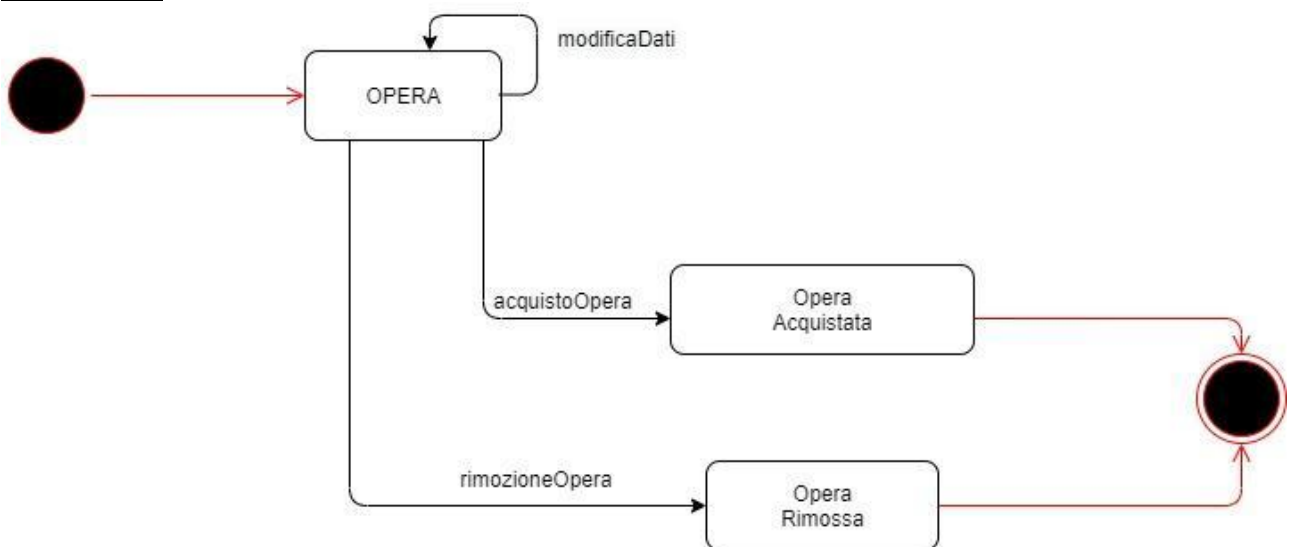 modificaDati
OPERA
acquistoOpera
Opera
Acquistata
rimozioneOpera
Opera
Rimossa